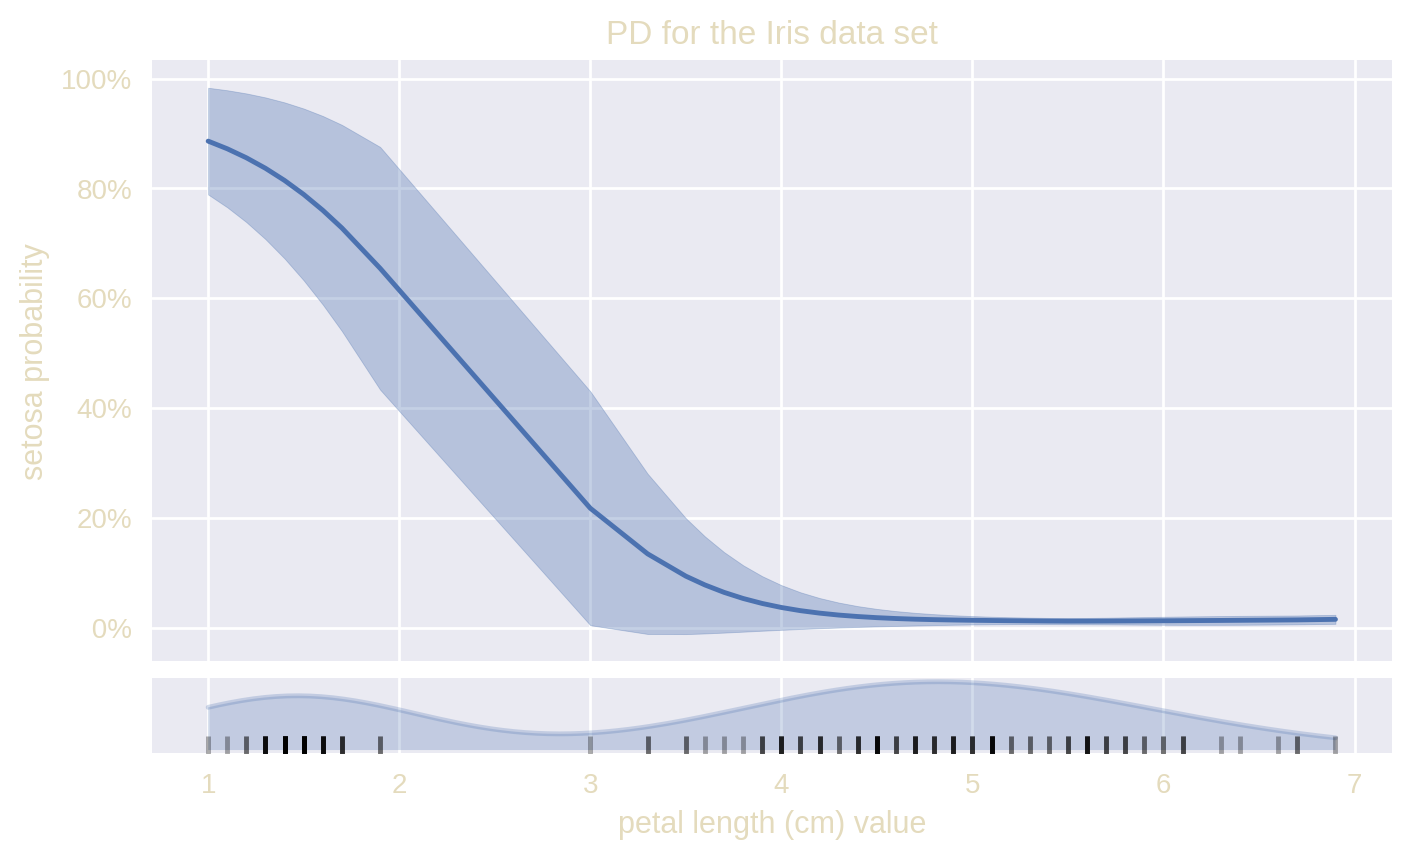 PD for the Iris data set
100%
80%
60%
40%
20%
0%
setosa probability
1 2 3 4 5 6 7
petal length (cm) value